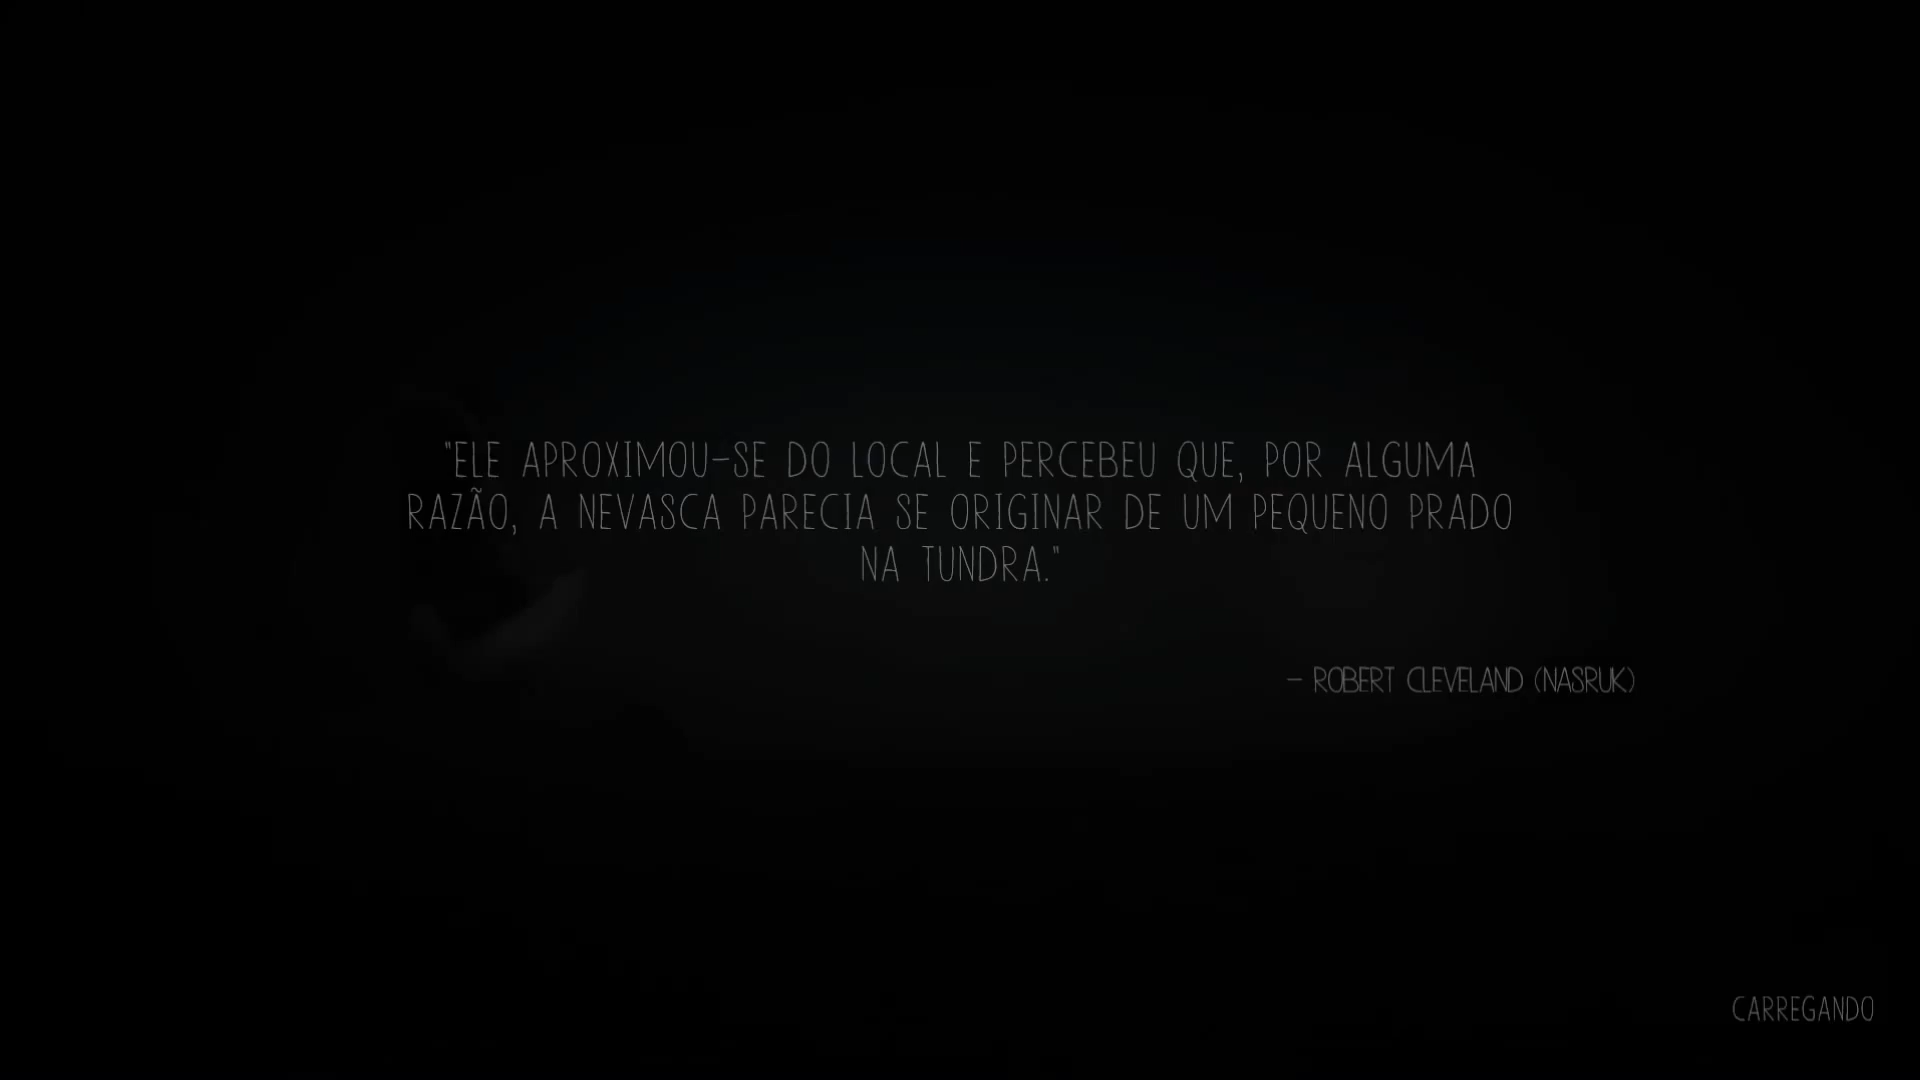 "ELE APROXIMOU-SE DO LOCAL E PERCEBEU QUE, POR ALGUMA
RAZÃO, A NEVASCA PARECIA SE ORIGINAR DE UM PEQUENO PRADO
NA TUNDRA."
- ROBERT CLEVELAND (NASRUK)
CARREGANDO